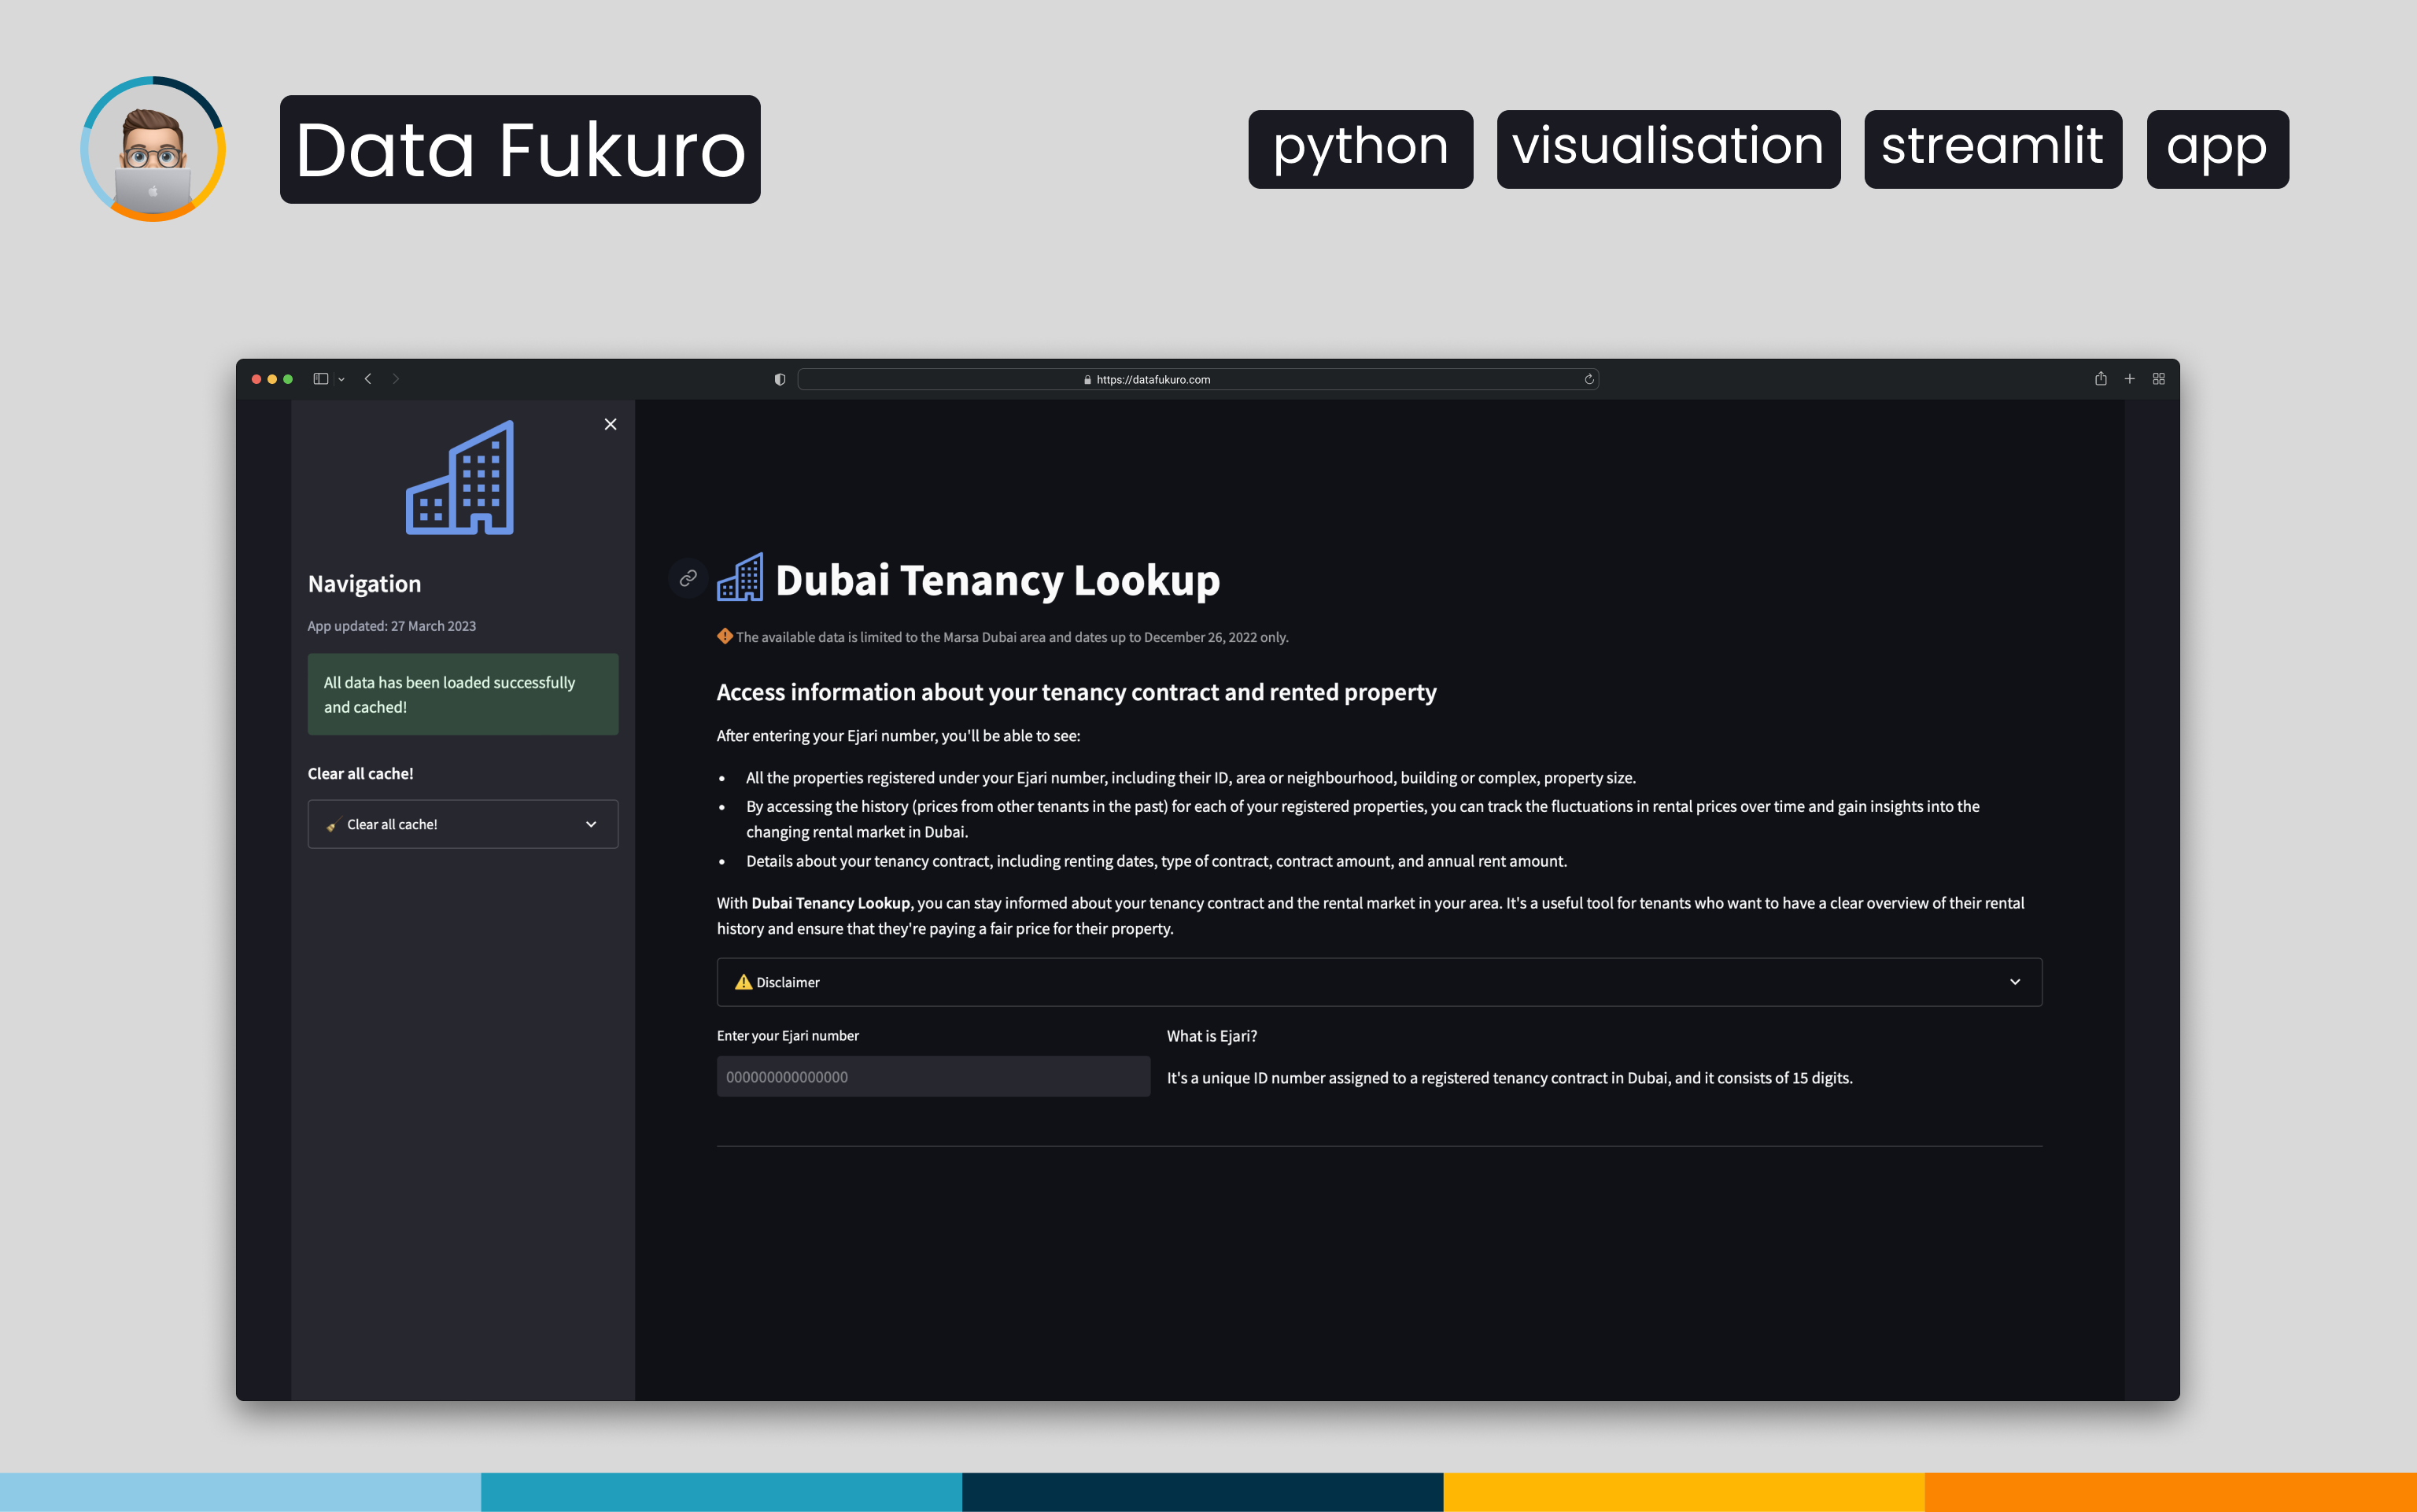 Data Fukuro
python visualisation streamlit app
https://datafukuro.com
Navigation
App updated: 27 March 2023
All data has been loaded successfully
and cached!
Clear all cache!
Clear all cache!
Dubai Tenancy Lookup
The available data is limited to the Marsa Dubai area and dates up to December 26, 2022 only.
Access information about your tenancy contract and rented property
After entering your Ejari number, you'll be able to see:
• All the properties registered under your Ejari number, including their ID, area or neighbourhood, building or complex, property size.
• By accessing the history (prices from other tenants in the past) for each of your registered properties, you can track the fluctuations in rental prices over time and gain insights into the
changing rental market in Dubai.
• Details about your tenancy contract, including renting dates, type of contract, contract amount, and annual rent amount.
With Dubai Tenancy Lookup, you can stay informed about your tenancy contract and the rental market in your area. It's a useful tool for tenants who want to have a clear overview of their rental
history and ensure that they're paying a fair price for their property.
Disclaimer
Enter your Ejari number
000000000000000
What is Ejari?
It's a unique ID number assigned to a registered tenancy contract in Dubai, and it consists of 15 digits.